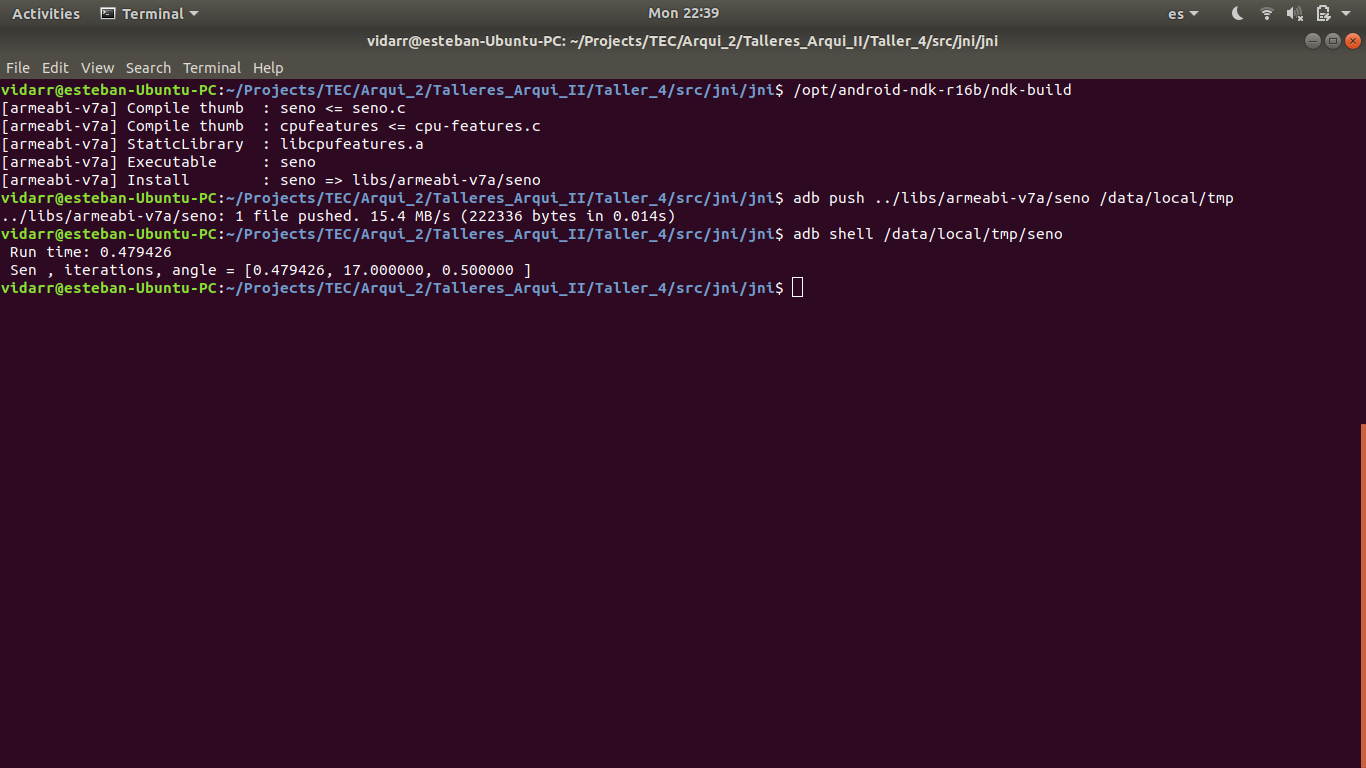 Activities Terminal Mon 22:39 es
vidarr@esteban-Ubuntu-PC: ~/Projects/TEC/Arqui_2/Talleres_Arqui_II/Taller_4/src/jni/jni
File Edit View Search Terminal Help
vidarr@esteban-Ubuntu-PC:~/Projects/TEC/Arqui_2/Talleres_Arqui_II/Taller_4/src/jni/jni$ /opt/android-ndk-r16b/ndk-build
[armeabi-v7a] Compile thumb  : seno <= seno.c
[armeabi-v7a] Compile thumb  : cpufeatures <= cpu-features.c
[armeabi-v7a] StaticLibrary  : libcpufeatures.a
[armeabi-v7a] Executable     : seno
[armeabi-v7a] Install        : seno => libs/armeabi-v7a/seno
vidarr@esteban-Ubuntu-PC:~/Projects/TEC/Arqui_2/Talleres_Arqui_II/Taller_4/src/jni/jni$ adb push ../libs/armeabi-v7a/seno /data/local/tmp
../libs/armeabi-v7a/seno: 1 file pushed. 15.4 MB/s (222336 bytes in 0.014s)
vidarr@esteban-Ubuntu-PC:~/Projects/TEC/Arqui_2/Talleres_Arqui_II/Taller_4/src/jni/jni$ adb shell /data/local/tmp/seno
 Run time: 0.479426
 Sen , iterations, angle = [0.479426, 17.000000, 0.500000 ]
vidarr@esteban-Ubuntu-PC:~/Projects/TEC/Arqui_2/Talleres_Arqui_II/Taller_4/src/jni/jni$